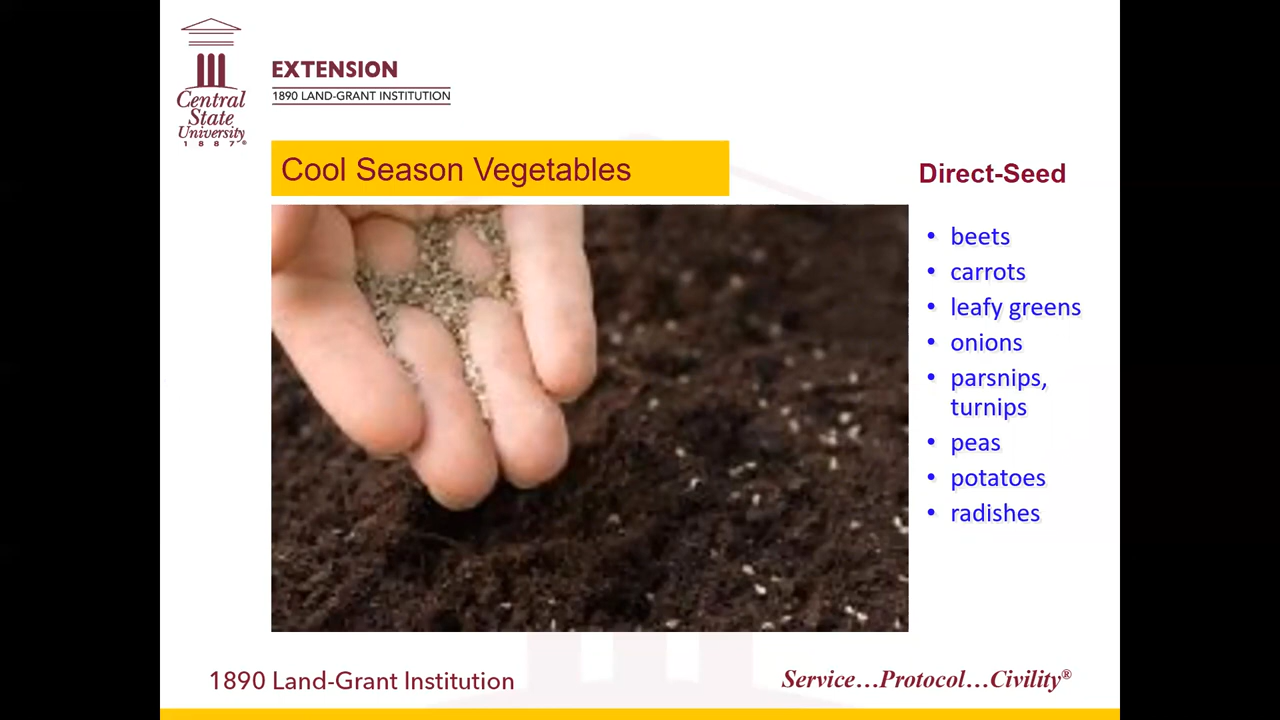 Central
State
University
1887®
EXTENSION
1890 LAND-GRANT INSTITUTION
Cool Season Vegetables
Direct-Seed
• beets
• carrots
• leafy greens
• onions
• parsnips,
turnips
• peas
• potatoes
• radishes
1890 Land-Grant Institution
Service...Protocol...Civility®